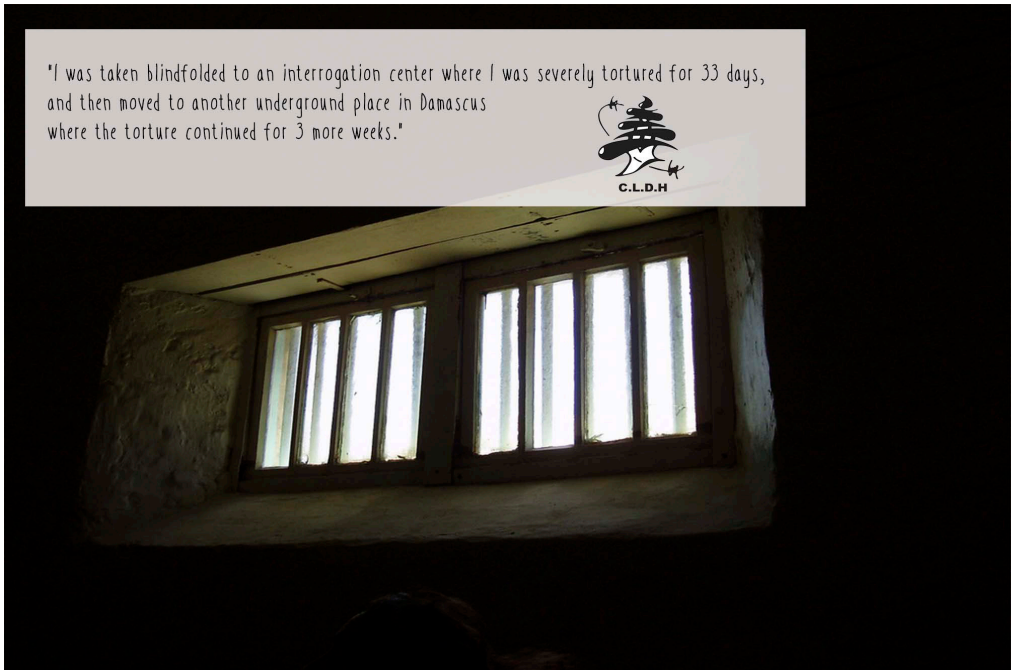 "I was taken blindfolded to an interrogation center where I was severely tortured for 33 days,
and then moved to another underground place in Damascus
where the torture continued for 3 more weeks."
C.L.D.H